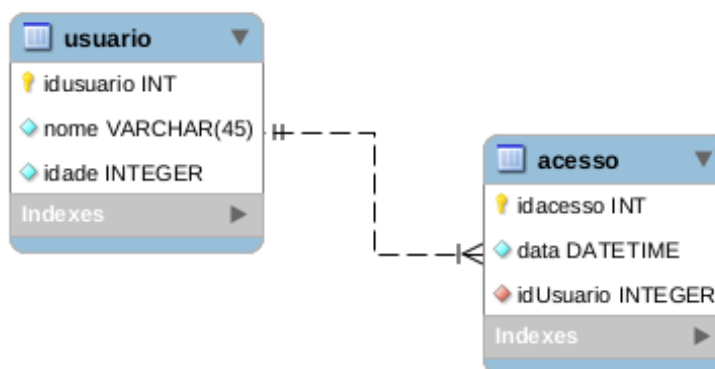 usuario
idusuario INT
nome VARCHAR(45)
idade INTEGER
Indexes
acesso
idacesso INT
data DATETIME
idUsuario INTEGER
Indexes